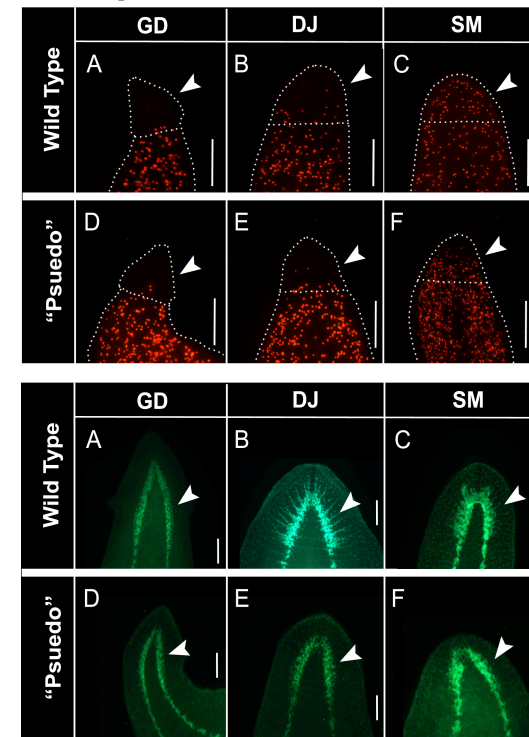 GD DJ SM
Wild Type
A B C
“Psuedo”
D E F
GD DJ SM
Wild Type
A B C
“Psuedo”
D E F